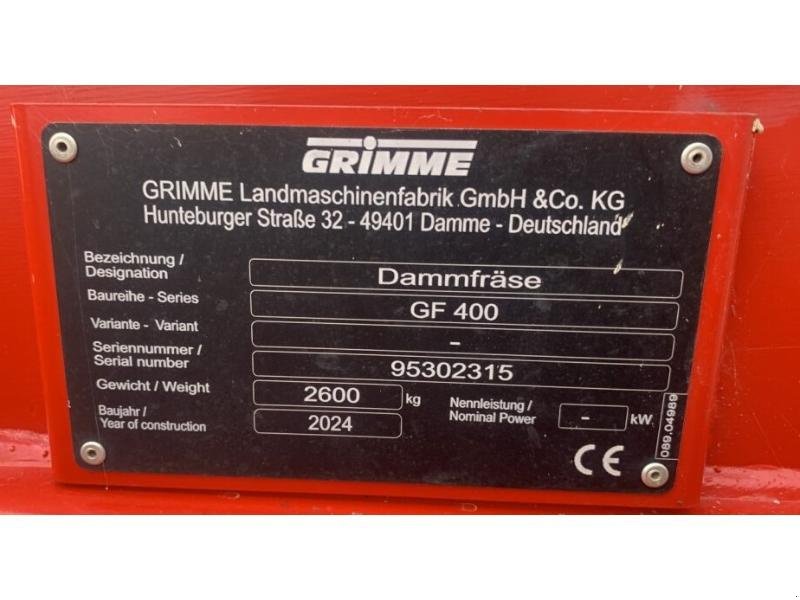 GRIMME
GRIMME Landmaschinenfabrik GmbH &Co. KG
Hunteburger Straße 32 - 49401 Damme - Deutschland
Bezeichnung /
Designation
Dammfräse
Baureihe - Series
GF 400
Variante - Variant
-
Seriennummer /
Serial number
95302315
Gewicht / Weight
2600
kg
Nennleistung /
Nominal Power
-
kW
Baujahr /
Year of construction
2024
CE
089.04989